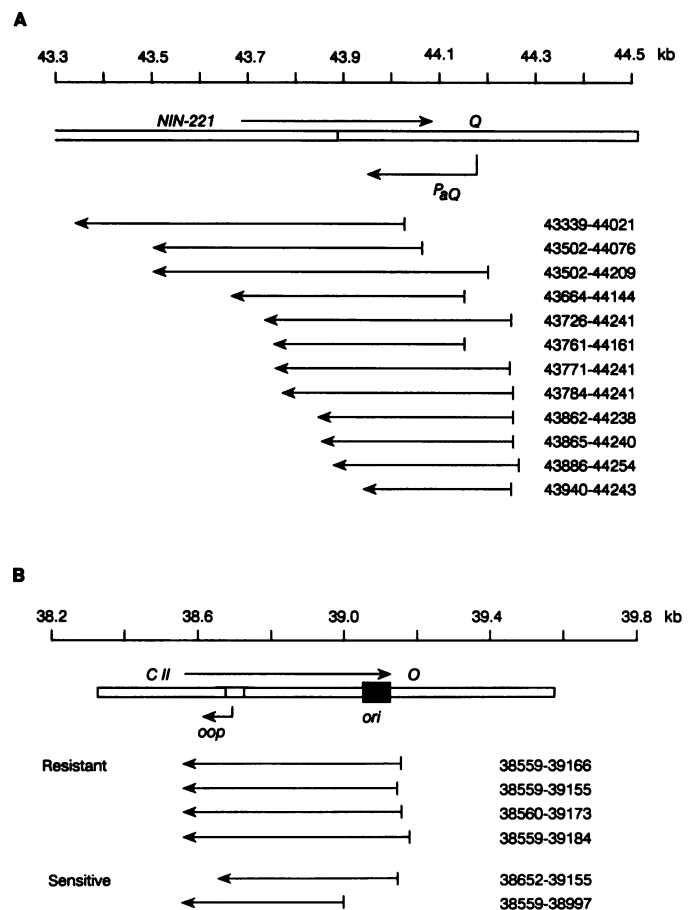 A
43.3 43.5 43.7 43.9 44.1 44.3 44.5 kb
NIN-221 Q
PaQ
43339-44021
43502-44076
43502-44209
43664-44144
43726-44241
43761-44161
43771-44241
43784-44241
43862-44238
43865-44240
43886-44254
43940-44243
B
38.2 38.6 39.0 39.4 39.8 kb
C II O
oop ori
Resistant 38559-39166
38559-39155
38560-39173
38559-39184
Sensitive 38652-39155
38559-38997